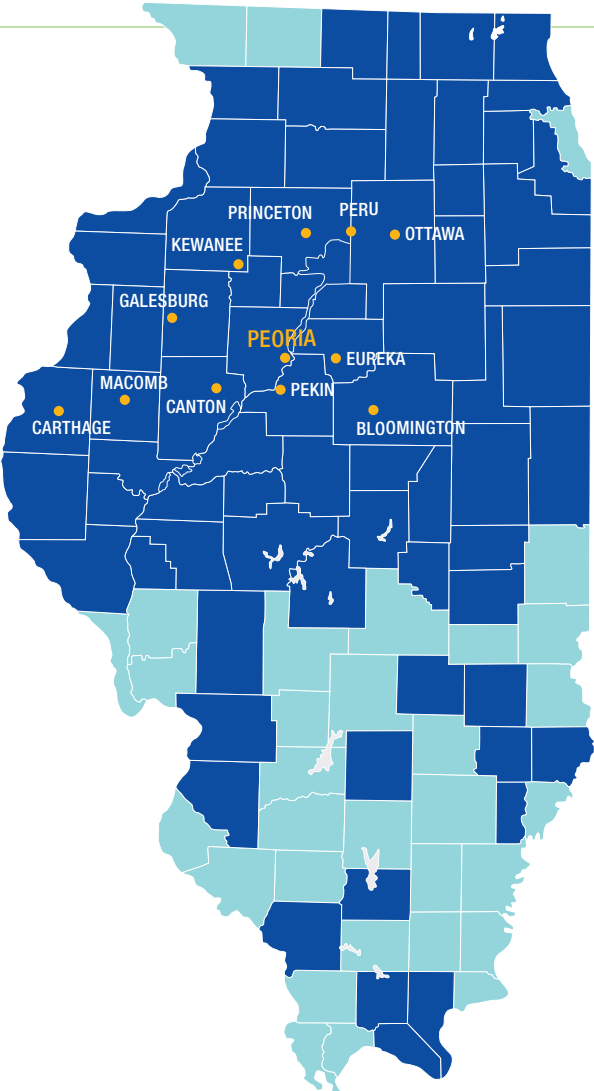 PRINCETON
PERU
OTTAWA
KEWANEE
GALESBURG
PEORIA
EUREKA
MACOMB
PEKIN
CANTON
CARTHAGE
BLOOMINGTON